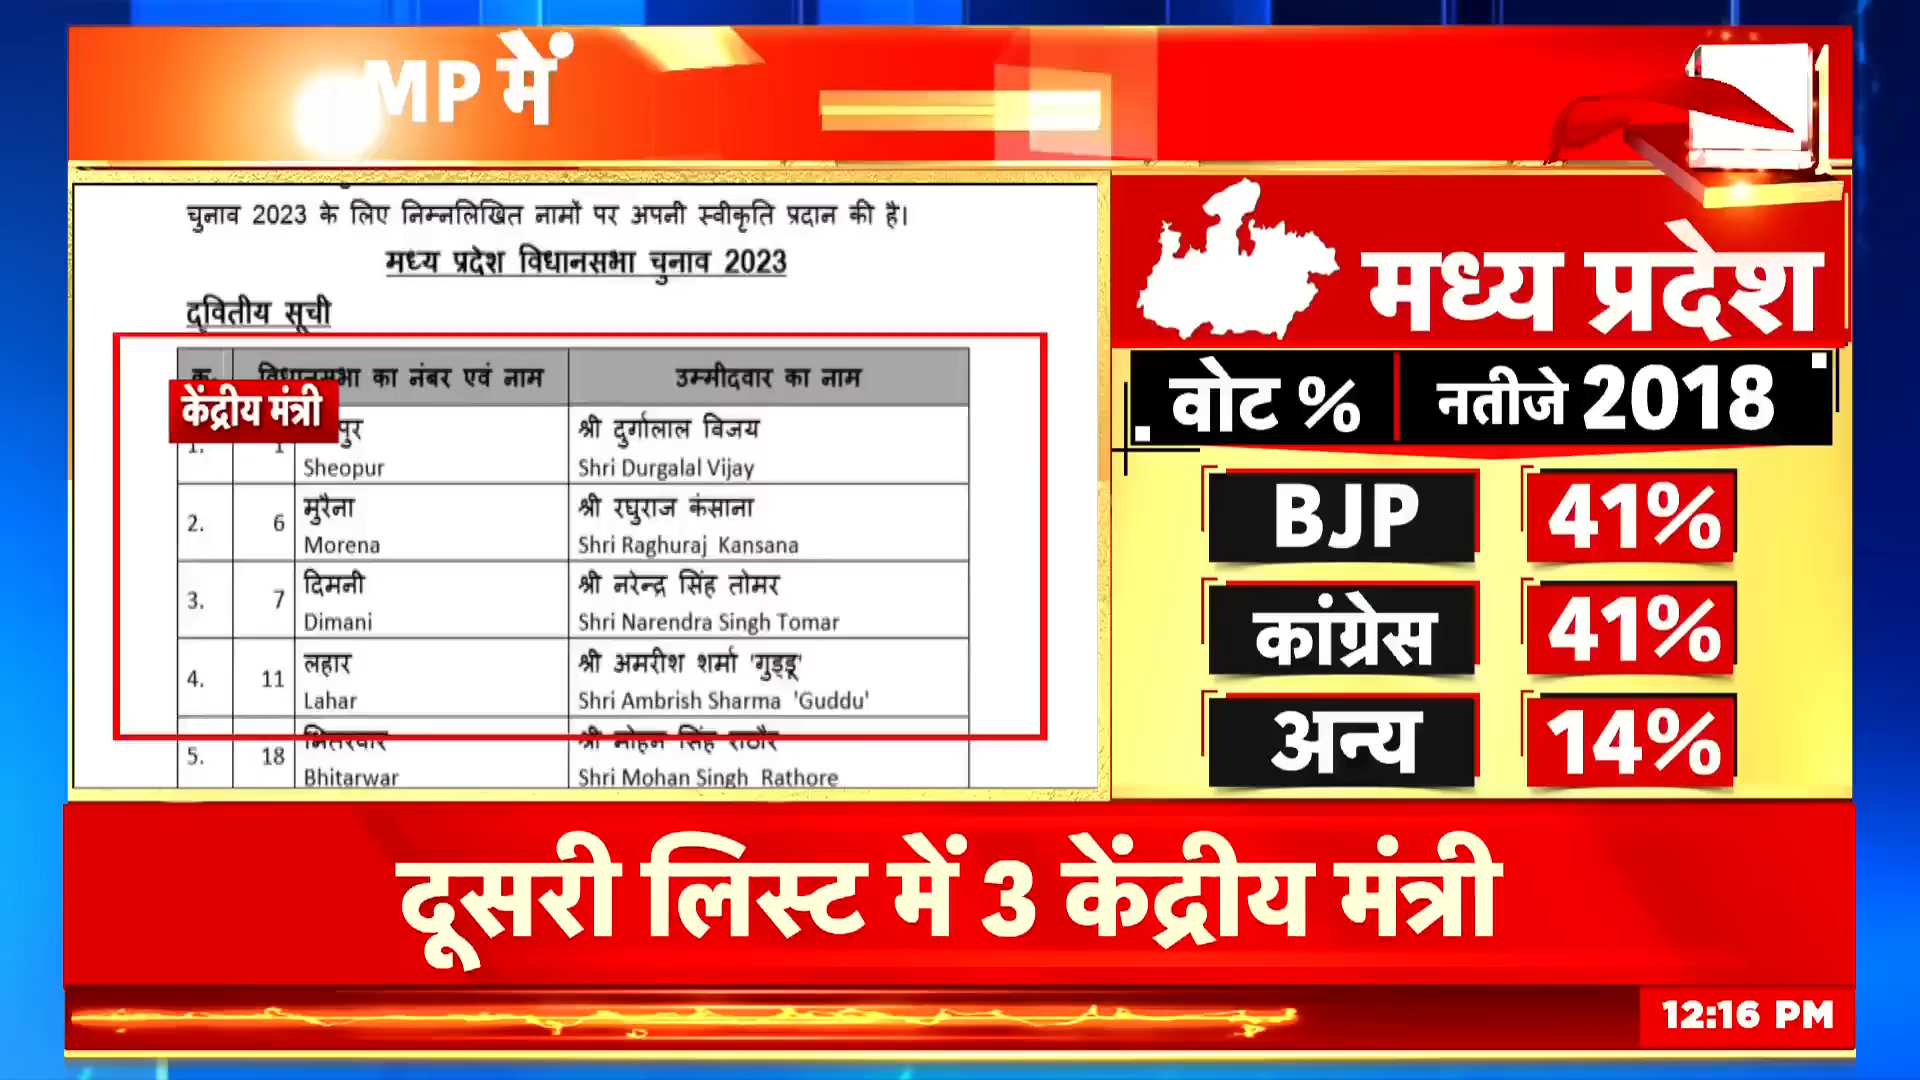 MP में
चुनाव 2023 के लिए निम्नलिखित नामों पर अपनी स्वीकृति प्रदान की है।
मध्य प्रदेश विधानसभा चुनाव 2023
द्वितीय सूची
क. विधानसभा का नंबर एवं नाम उम्मीदवार का नाम
केंद्रीय मंत्री
पुर श्री दुर्गालाल विजय
1. 1 Sheopur Shri Durgalal Vijay
2. 6 मुरैना श्री रघुराज कंसाना
Morena Shri Raghuraj Kansana
3. 7 दिमनी श्री नरेन्द्र सिंह तोमर
Dimani Shri Narendra Singh Tomar
4. 11 लहार श्री अमरीश शर्मा 'गुड्डू'
Lahar Shri Ambrish Sharma 'Guddu'
5. 18 भितरवार श्री मोहन सिंह राठौर
Bhitarwar Shri Mohan Singh Rathore
मध्य प्रदेश
वोट % नतीजे 2018
BJP 41%
कांग्रेस 41%
अन्य 14%
दूसरी लिस्ट में 3 केंद्रीय मंत्री
12:16 PM